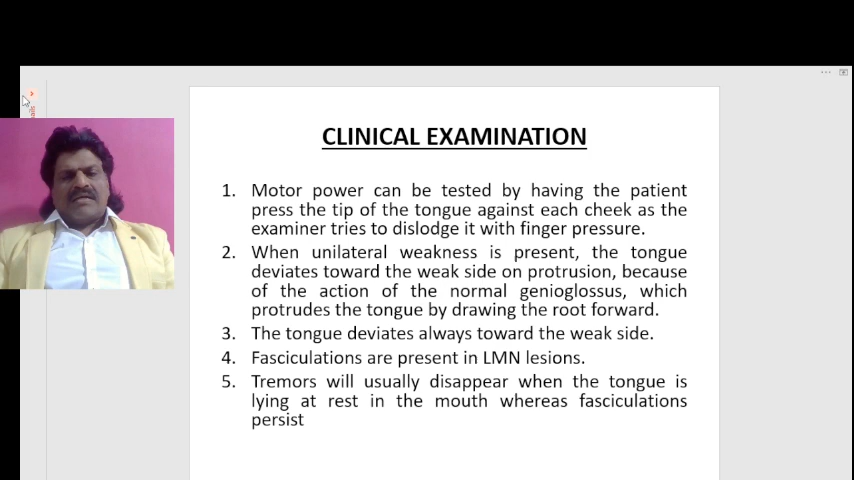 CLINICAL EXAMINATION
1. Motor power can be tested by having the patient
press the tip of the tongue against each cheek as the
examiner tries to dislodge it with finger pressure.
2. When unilateral weakness is present, the tongue
deviates toward the weak side on protrusion, because
of the action of the normal genioglossus, which
protrudes the tongue by drawing the root forward.
3. The tongue deviates always toward the weak side.
4. Fasciculations are present in LMN lesions.
5. Tremors will usually disappear when the tongue is
lying at rest in the mouth whereas fasciculations
persist